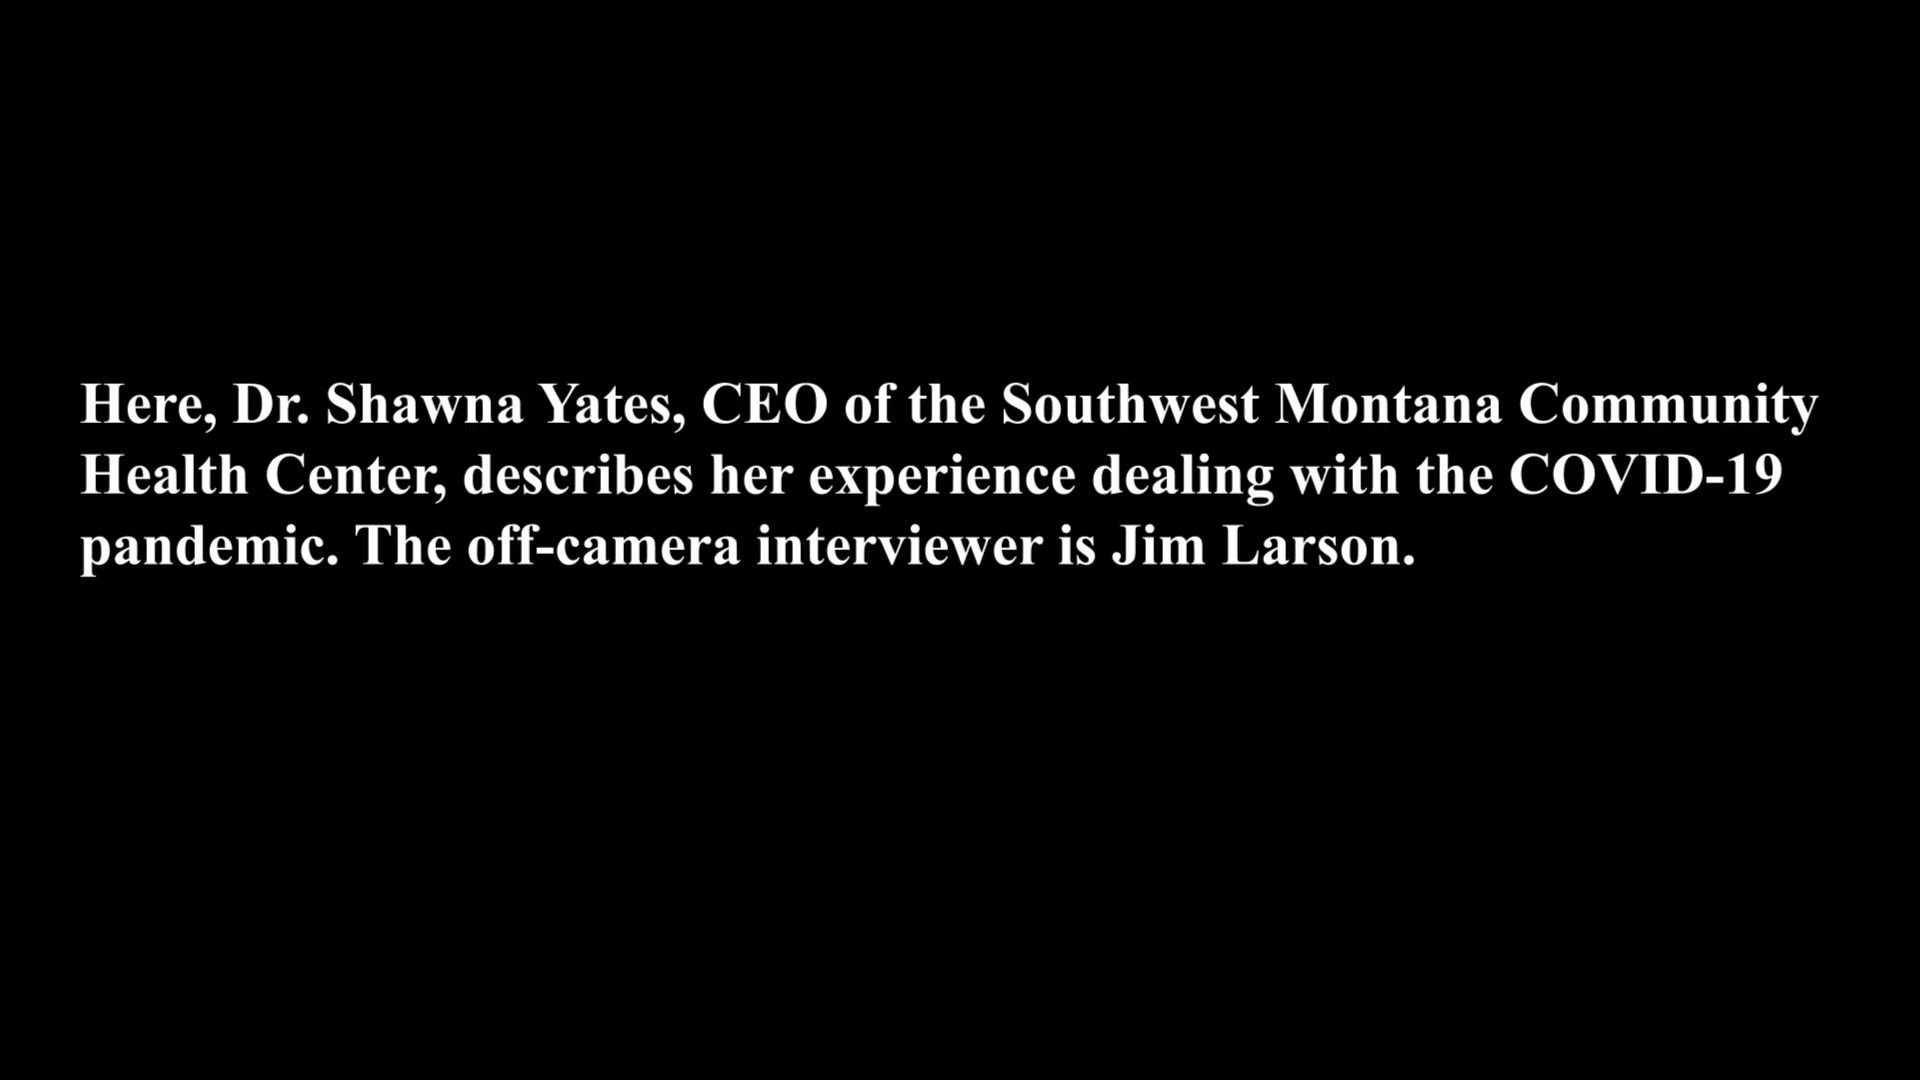 Here, Dr. Shawna Yates, CEO of the Southwest Montana Community
Health Center, describes her experience dealing with the COVID-19
pandemic. The off-camera interviewer is Jim Larson.